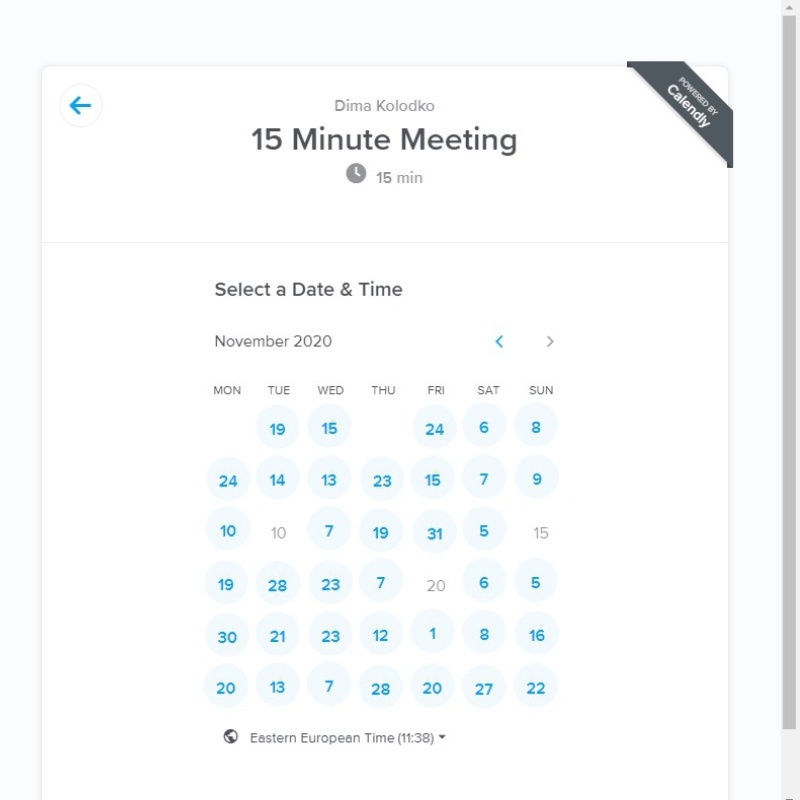 POWERED BY
Calendly
Dima Kolodko
15 Minute Meeting
15 min
Select a Date & Time
November 2020
MON TUE WED THU FRI SAT SUN
19 15 24 6 8
24 14 13 23 15 7 9
10 10 7 19 31 5 15
19 28 23 7 20 6 5
30 21 23 12 1 8 16
20 13 7 28 20 27 22
Eastern European Time (11:38)